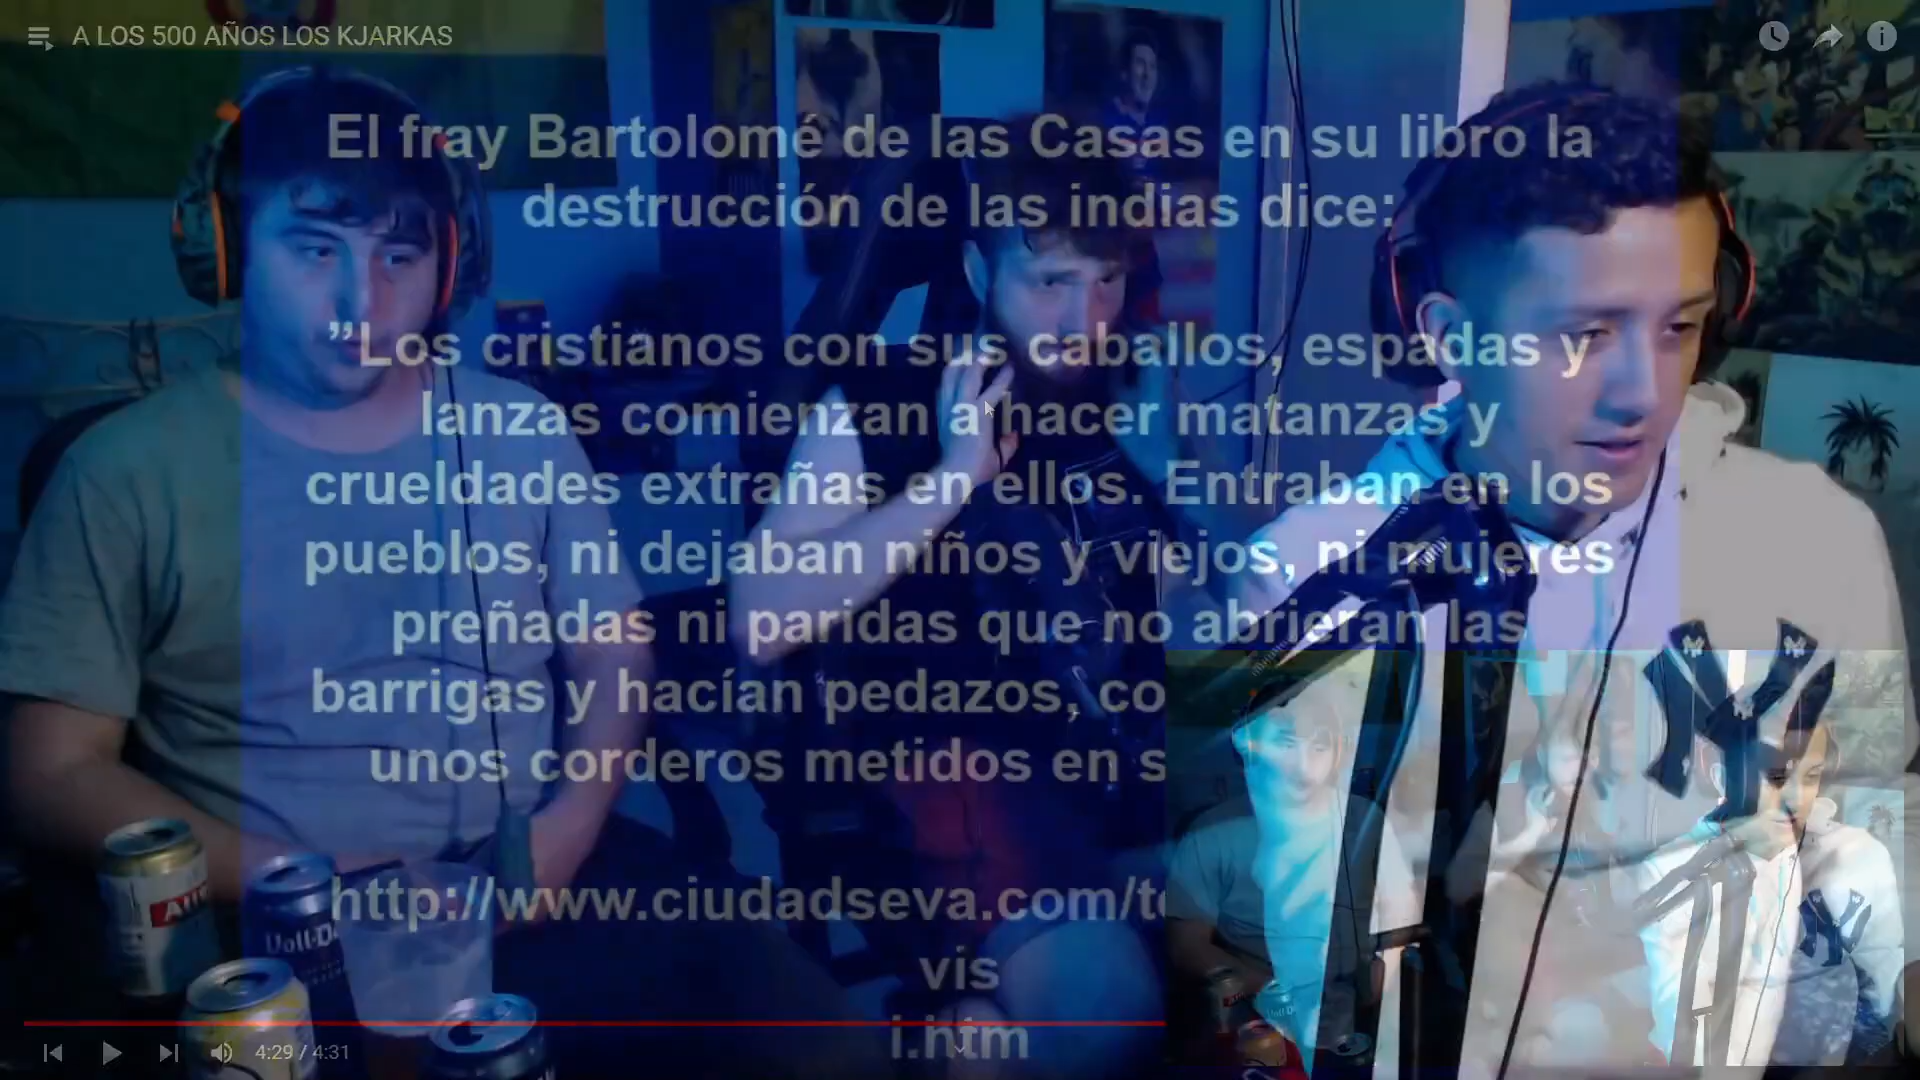 A LOS 500 AÑOS LOS KJARKAS
El fray Bartolomé de las Casas en su libro la
destrucción de las indias dice:
”Los cristianos con sus caballos, espadas y
lanzas comienzan a hacer matanzas y
crueldades extrañas en ellos. Entraban en los
pueblos, ni dejaban niños y viejos, ni mujeres
preñadas ni paridas que no abrieran las
barrigas y hacían pedazos, co
unos corderos metidos en s
http://www.ciudadseva.com/t
vis
i.htm
Voll-D
4:29 / 4:31